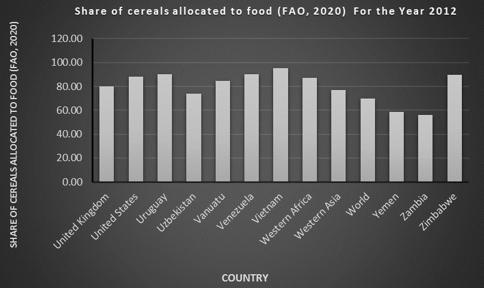 Share of cereals allocated to food (FAO, 2020) For the Year 2012
SHARE OF CEREALS ALLOCATED TO FOOD (FAO, 2020)
120.00
100.00
80.00
60.00
40.00
20.00
0.00
United Kingdom
United States
Uruguay
Uzbekistan
Vanuatu
Venezuela
Vietnam
Western Africa
Western Asia
World
Yemen
Zambia
Zimbabwe
COUNTRY